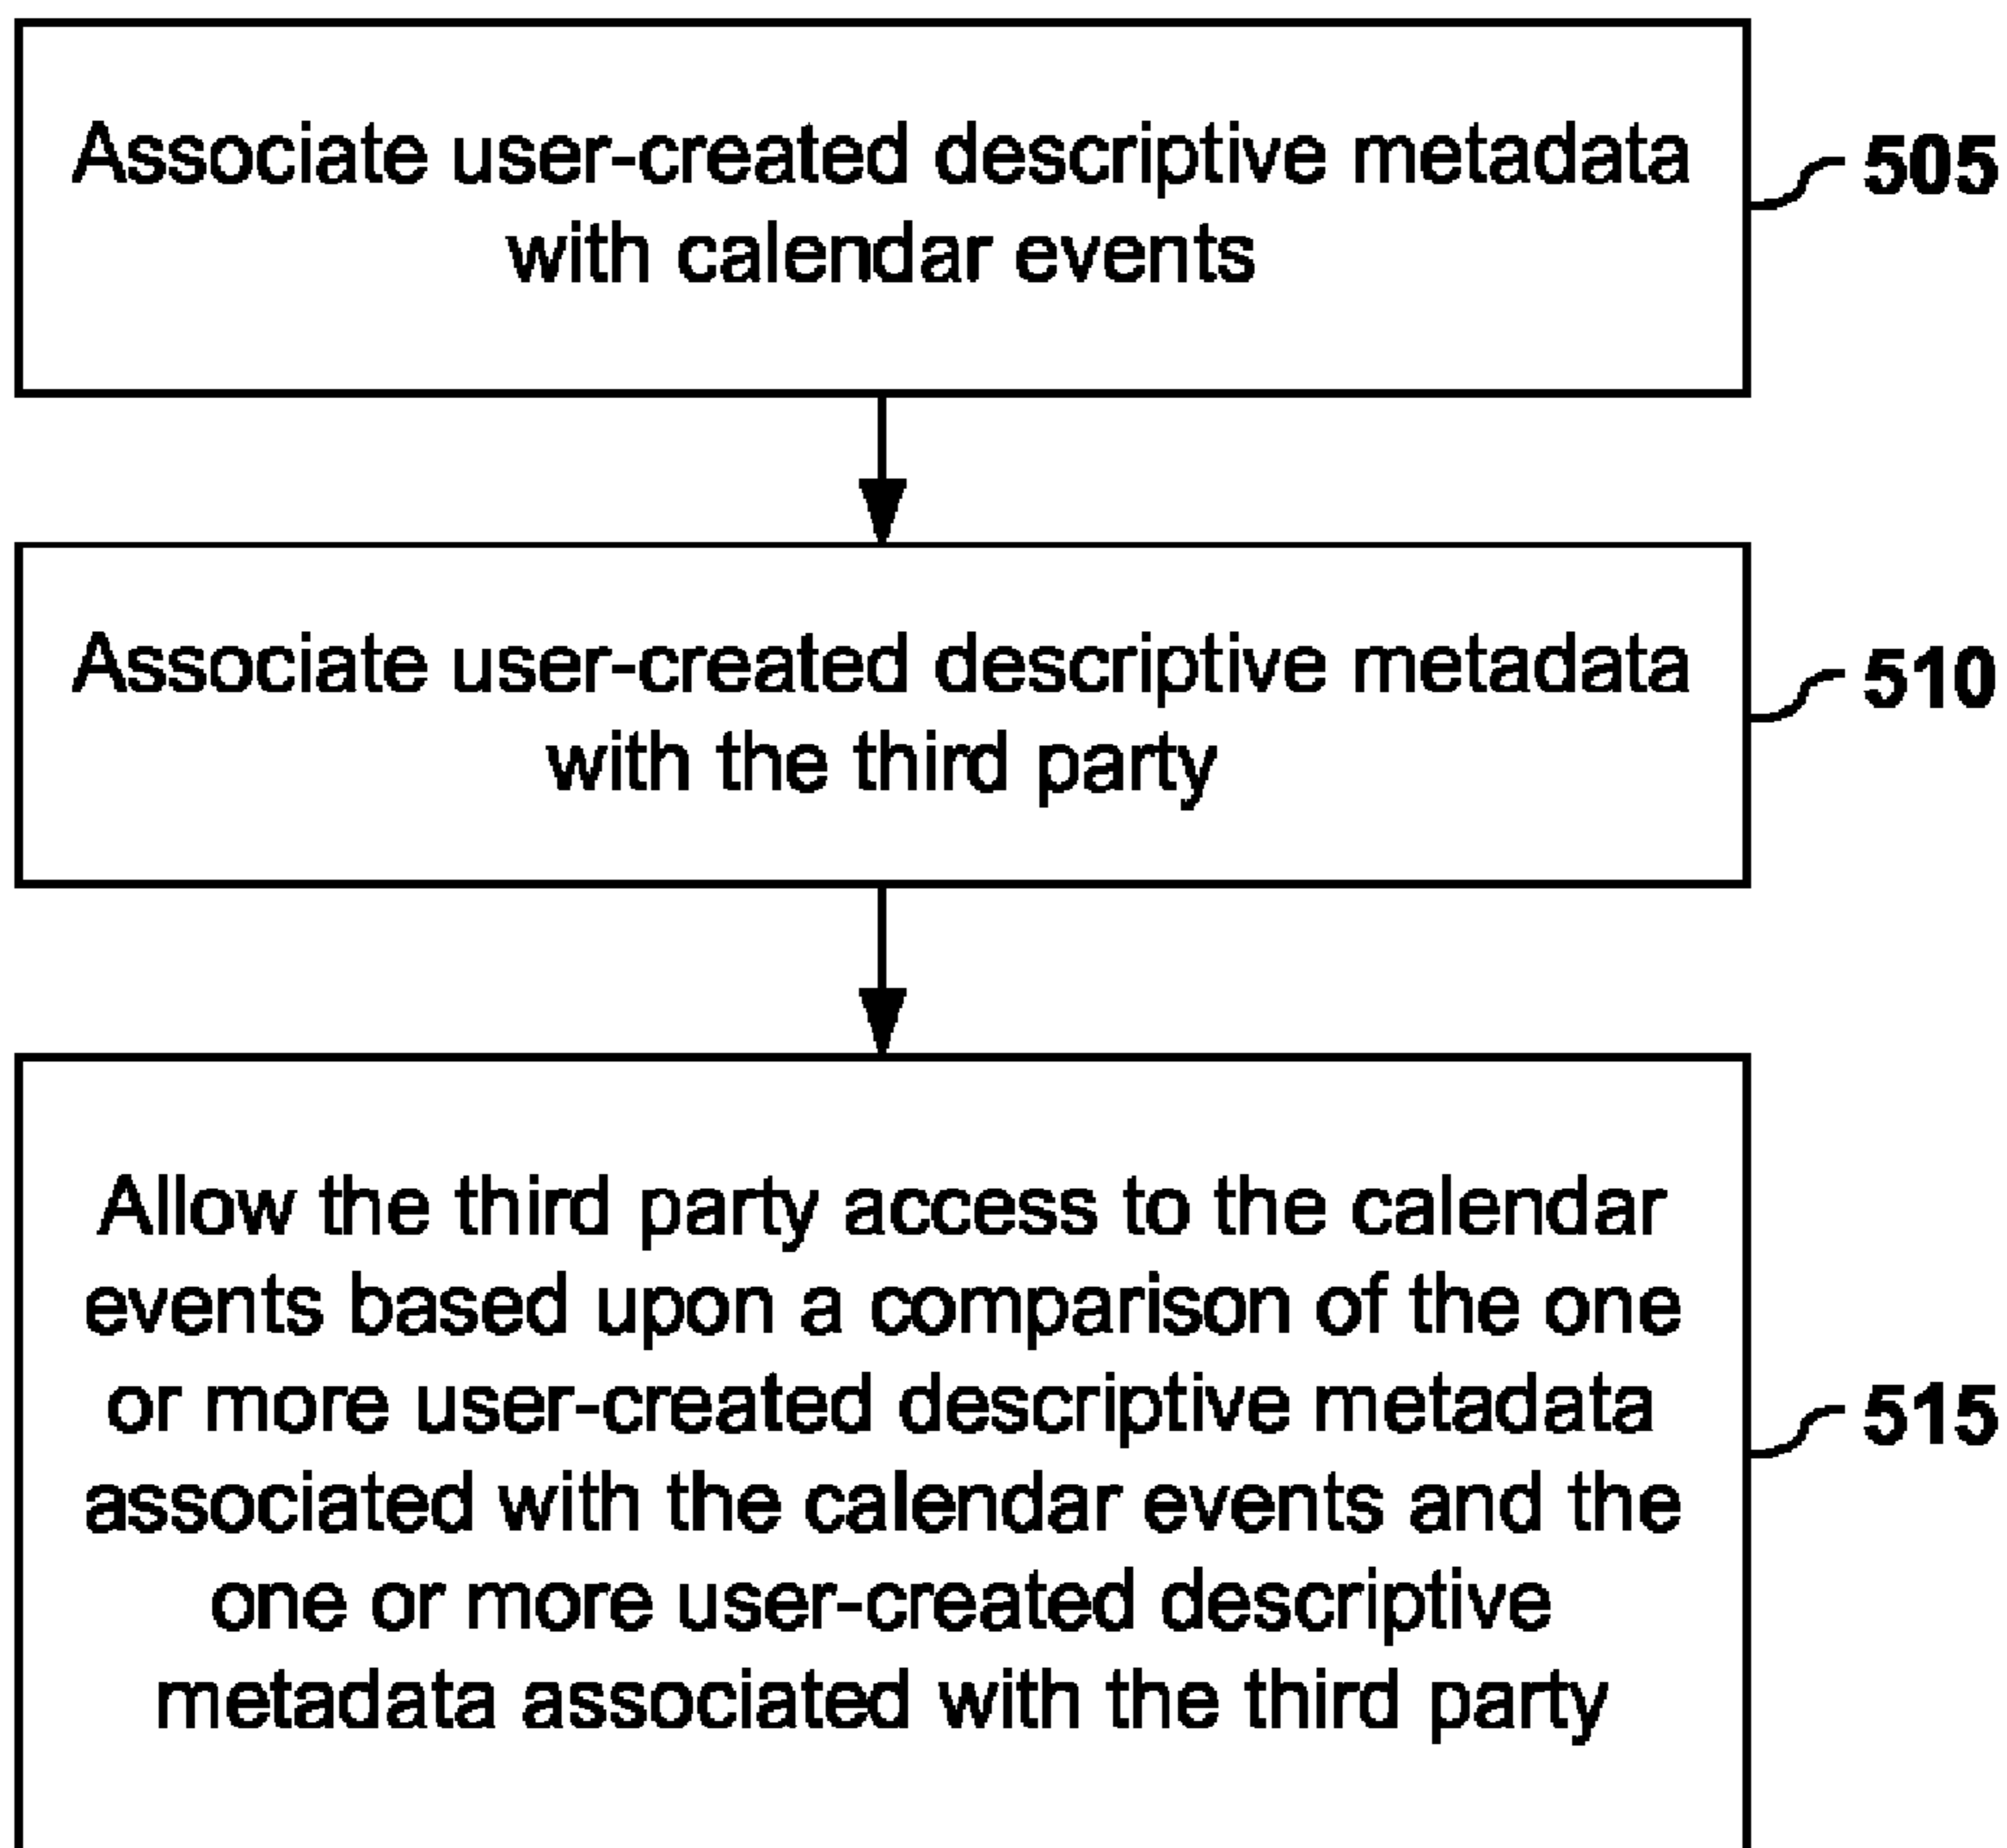 Associate user-created descriptive metadata
with calendar events
505
Associate user-created descriptive metadata
with the third party
510
Allow the third party access to the calendar
events based upon a comparison of the one
or more user-created descriptive metadata
associated with the calendar events and the
one or more user-created descriptive
metadata associated with the third party
515